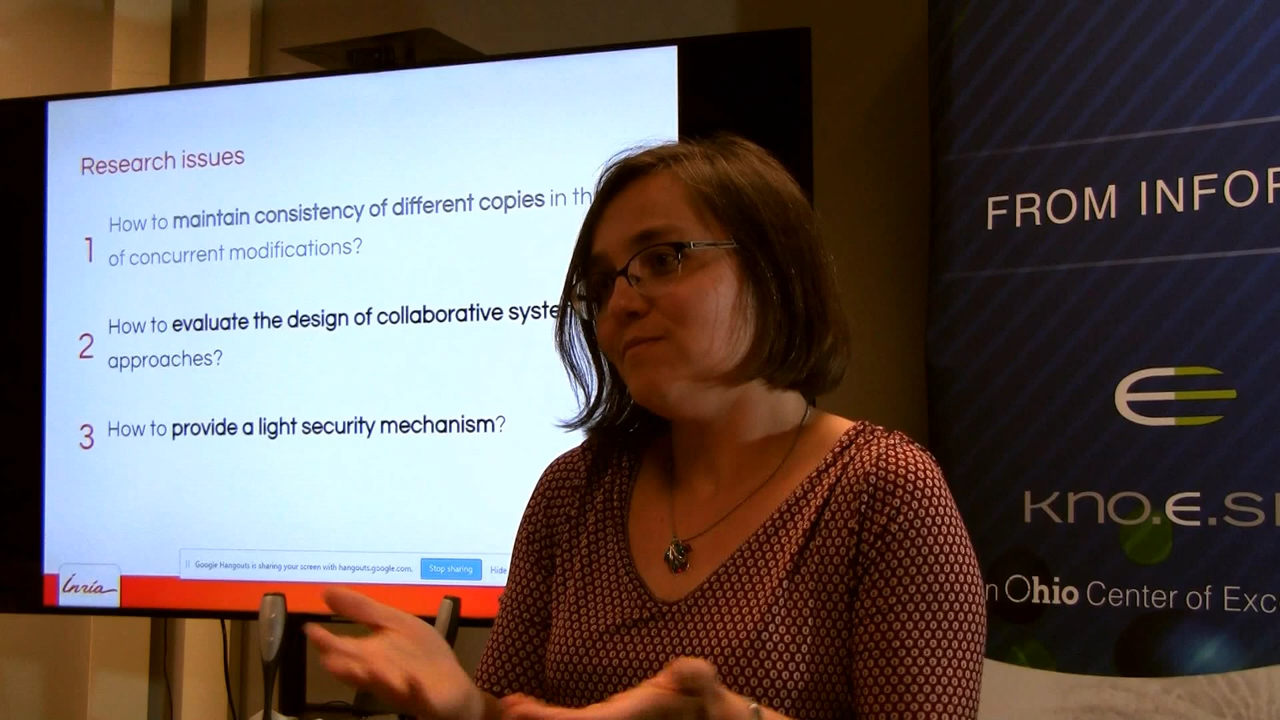 Research issues
1
How to maintain consistency of different copies in th
of concurrent modifications?
2
How to evaluate the design of collaborative syste
approaches?
3
How to provide a light security mechanism?
Google Hangouts is sharing your screen with hangouts.google.com.
Stop sharing
Hide
Inria
FROM INFOR
KNO.E.S
n Ohio Center of Exc